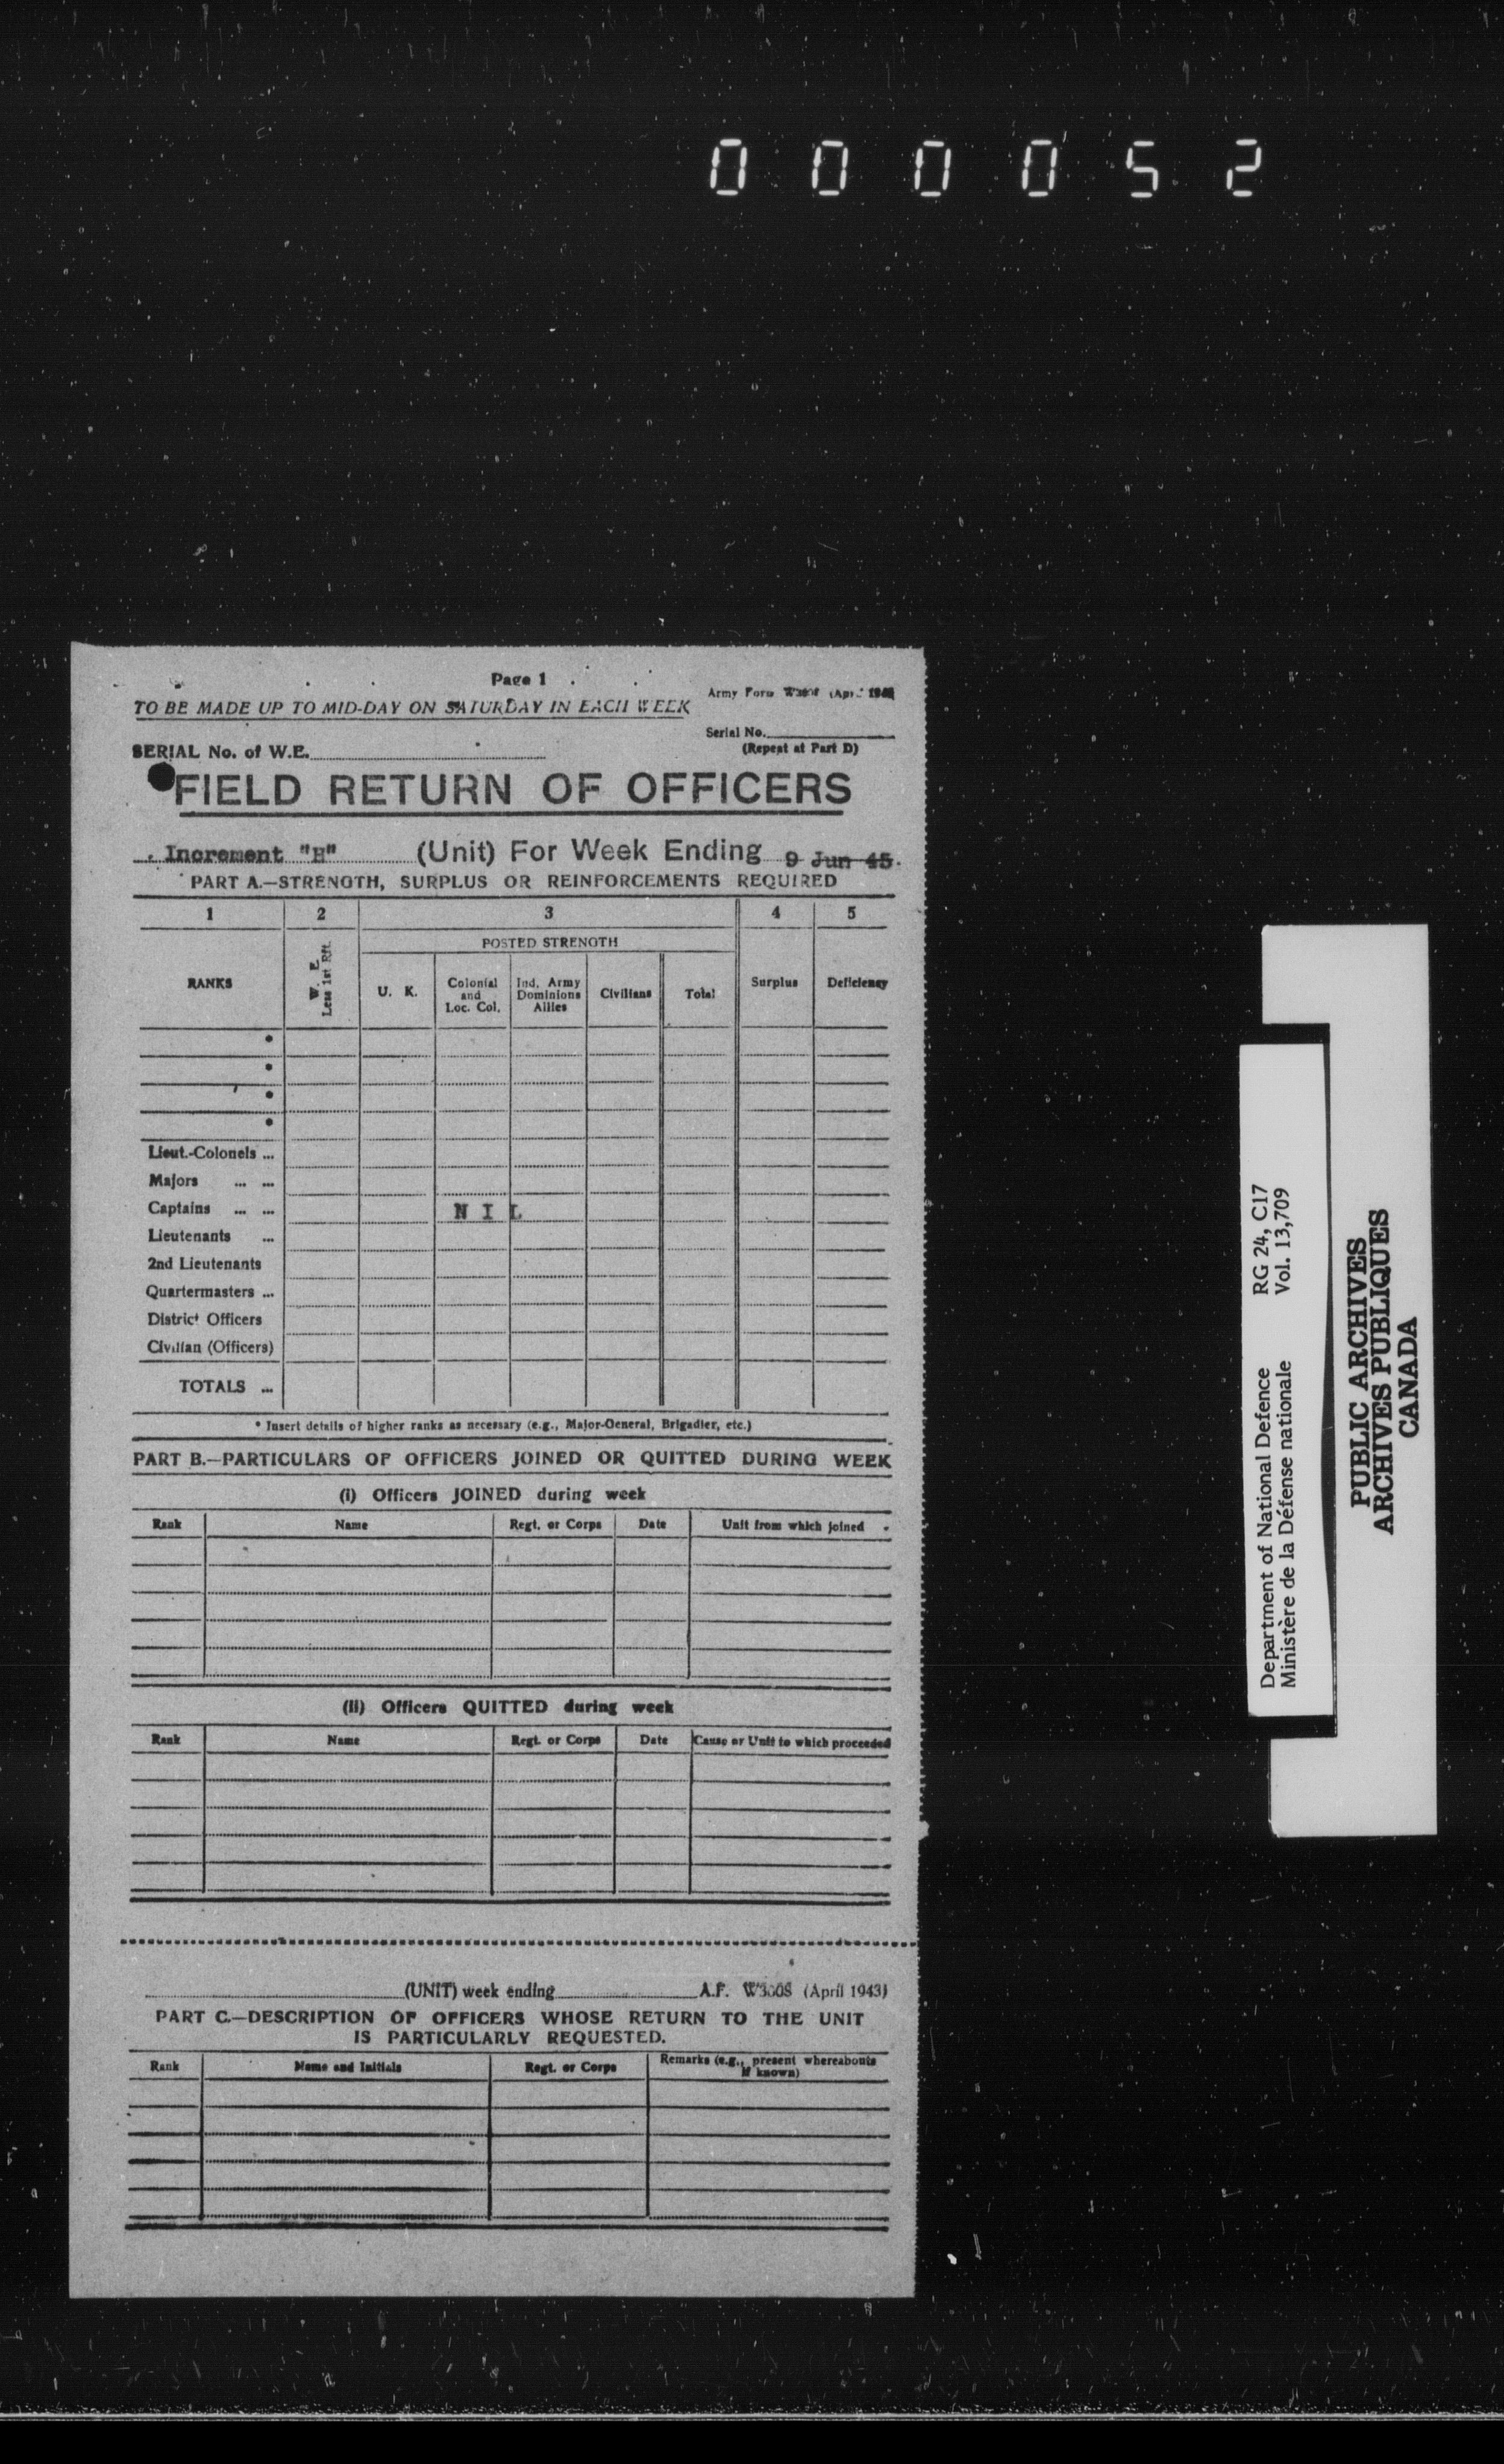 000052
Page 1
TO BE MADE UP TO MID-DAY ON SATURDAY IN EACH WEEK
Army Form
Serial No.
(Repeat at Part D)
SERIAL No. of W.E.
FIELD RETURN OF OFFICERS
Increment "H" (Unit) For Week Ending 9 Jun 45.
PART A.—STRENGTH, SURPLUS OR REINFORCEMENTS REQUIRED
1 2 3 4 5
POSTED STRENGTH
RANKS
W. E.
Less 1st Rft.
U. K.
Colonial
and
Loc. Col.
Ind. Army
Dominions
Allies
Civilians
Total
Surplus
Deficiency
•
•
•
•
Lieut.-Colonels ...
Majors ... ...
Captains ... ... N I L
Lieutenants ...
2nd Lieutenants
Quartermasters ...
District Officers
Civilian (Officers)
TOTALS ...
* Insert details of higher ranks as necessary (e.g., Major-General, Brigadier, etc.)
PART B.—PARTICULARS OF OFFICERS JOINED OR QUITTED DURING WEEK
(i) Officers JOINED during week
Rank Name Regt. or Corps Date Unit from which joined
(ii) Officers QUITTED during week
Rank Name Regt. or Corps Date Cause or Unit to which proceeded
(UNIT) week ending A.F. W3008 (April 1943)
PART C.—DESCRIPTION OF OFFICERS WHOSE RETURN TO THE UNIT
IS PARTICULARLY REQUESTED.
Rank Name and Initials Regt. or Corps Remarks (e.g., present whereabouts
if known)
Department of National Defence RG 24, C17
Ministère de la Défense nationale Vol. 13,709
PUBLIC ARCHIVES
ARCHIVES PUBLIQUES
CANADA